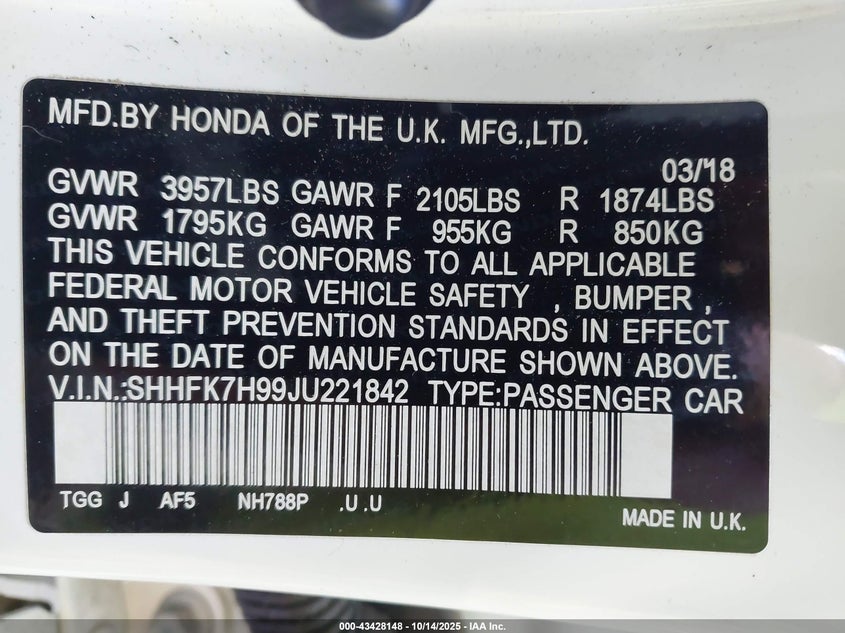 MFD.BY HONDA OF THE U.K. MFG.,LTD.
03/'18
GVWR 3957LBS GAWR F 2105LBS R 1874LBS
GVWR 1795KG GAWR F 955KG R 850KG
THIS VEHICLE CONFORMS TO ALL APPLICABLE
FEDERAL MOTOR VEHICLE SAFETY , BUMPER ,
AND THEFT PREVENTION STANDARDS IN EFFECT
ON THE DATE OF MANUFACTURE SHOWN ABOVE.
V.I.N.:SHHFK7H99JU221842 TYPE:PASSENGER CAR
TGG J AF5 NH788P .U .U
MADE IN U.K.
000-43428148 - 10/14/2025 - IAA Inc.